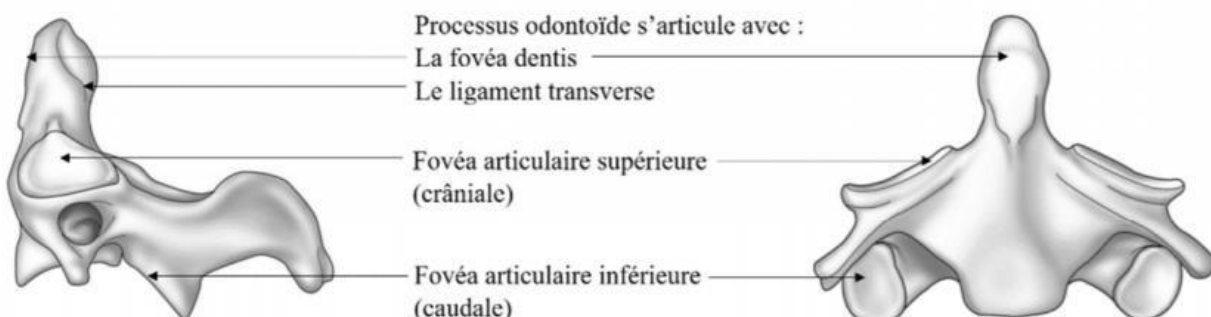 Processus odontoïde s’articule avec :
La fovéa dentis
Le ligament transverse
Fovéa articulaire supérieure
(crâniale)
Fovéa articulaire inférieure
(caudale)